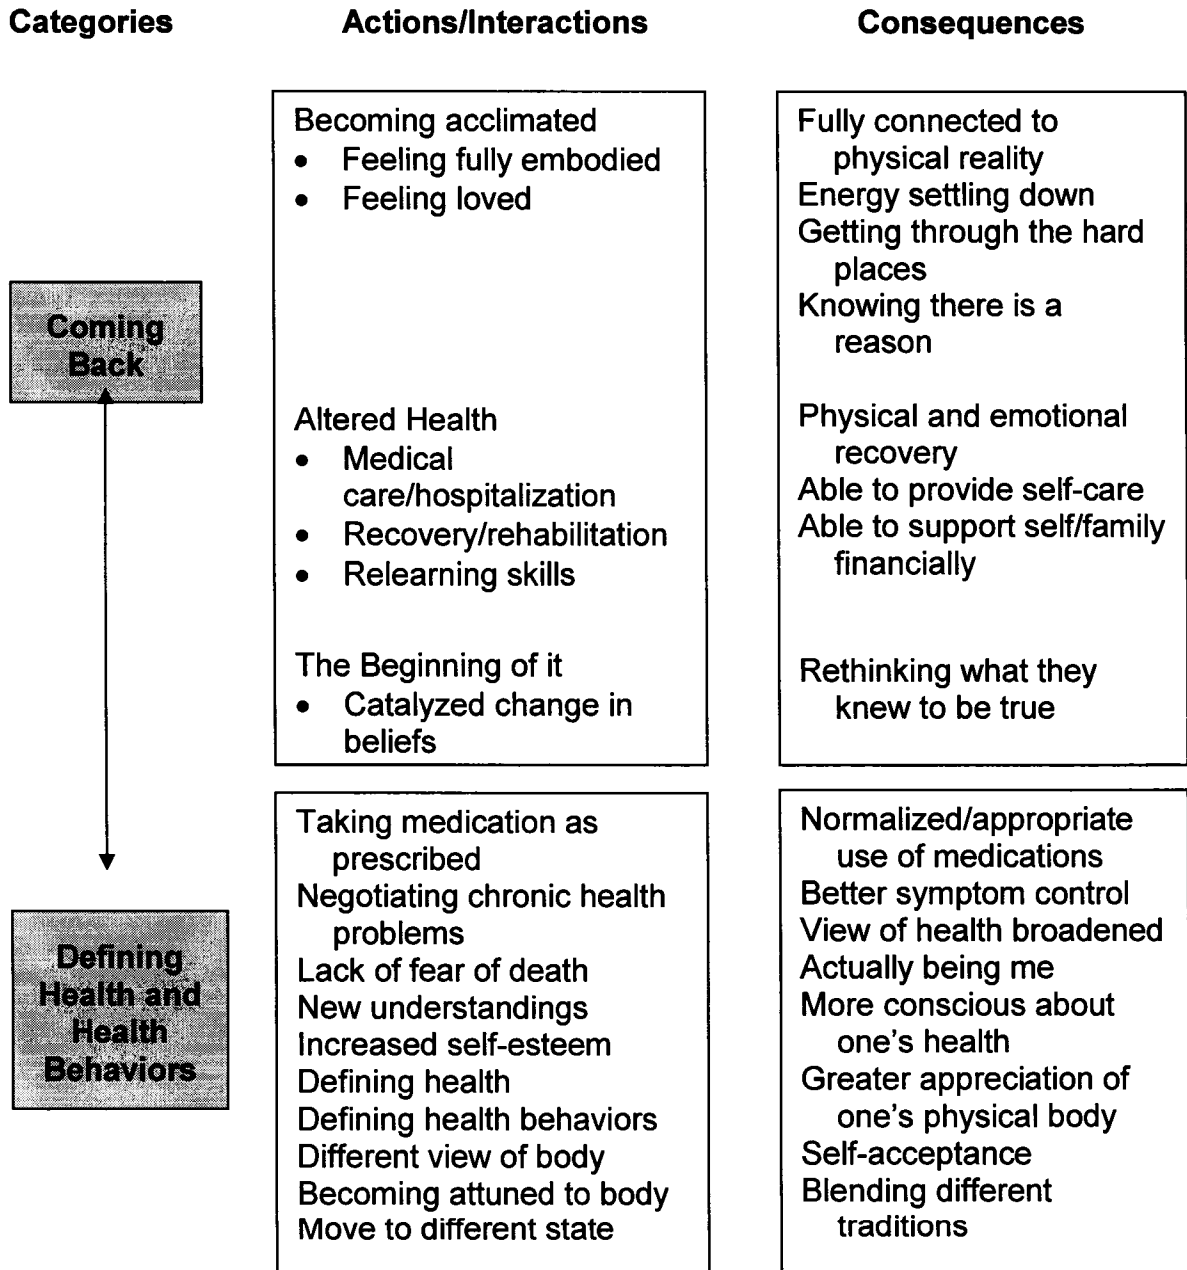 Categories
Actions/Interactions
Consequences
Coming
Back
Becoming acclimated
• Feeling fully embodied
• Feeling loved
Altered Health
• Medical
care/hospitalization
• Recovery/rehabilitation
• Relearning skills
The Beginning of it
• Catalyzed change in
beliefs
Fully connected to
physical reality
Energy settling down
Getting through the hard
places
Knowing there is a
reason
Physical and emotional
recovery
Able to provide self-care
Able to support self/family
financially
Rethinking what they
knew to be true
Defining
Health and
Health
Behaviors
Taking medication as
prescribed
Negotiating chronic health
problems
Lack of fear of death
New understandings
Increased self-esteem
Defining health
Defining health behaviors
Different view of body
Becoming attuned to body
Move to different state
Normalized/appropriate
use of medications
Better symptom control
View of health broadened
Actually being me
More conscious about
one's health
Greater appreciation of
one's physical body
Self-acceptance
Blending different
traditions